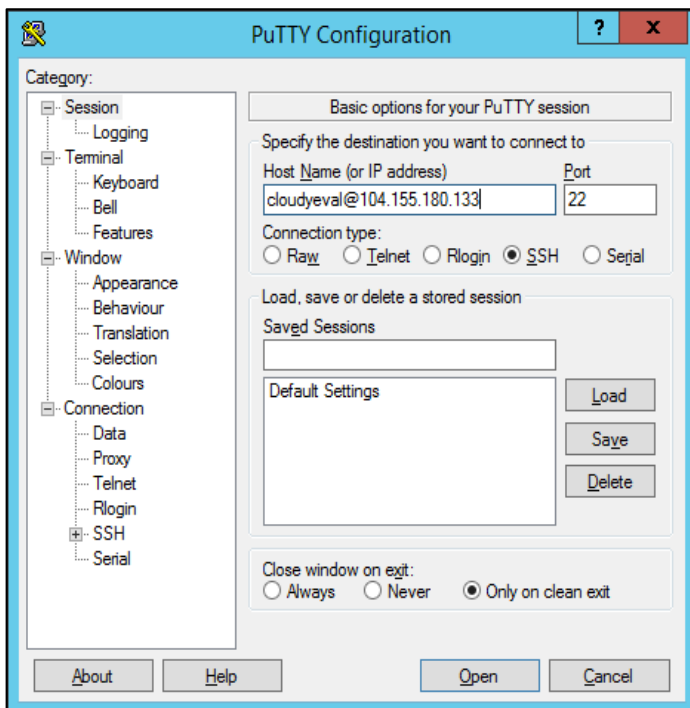 PuTTY Configuration
? x
Category:
Session
Logging
Terminal
Keyboard
Bell
Features
Window
Appearance
Behaviour
Translation
Selection
Colours
Connection
Data
Proxy
Telnet
Rlogin
SSH
Serial
Basic options for your PuTTY session
Specify the destination you want to connect to
Host Name (or IP address) Port
cloudyeval@104.155.180.133 22
Connection type:
Raw Telnet Rlogin SSH Serial
Load, save or delete a stored session
Saved Sessions
Default Settings
Load
Save
Delete
Close window on exit:
Always Never Only on clean exit
About Help Open Cancel